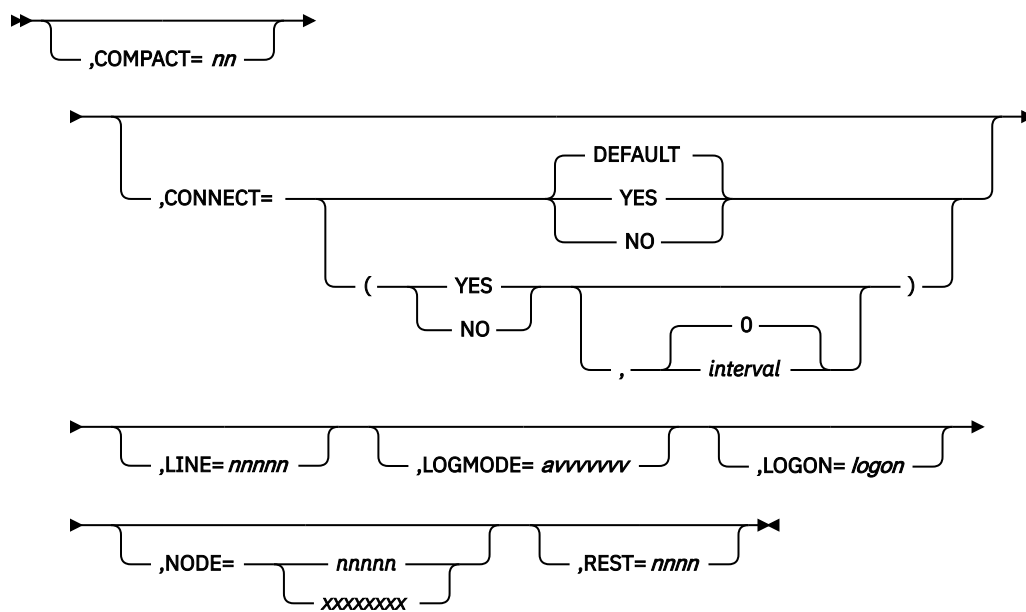 ,COMPACT= nn
DEFAULT
,CONNECT= YES
NO
( YES )
NO 0
, interval
,LINE= nnnnn ,LOGMODE= avvvvvvv ,LOGON= logon
,NODE= nnnnn ,REST= nnnn
xxxxxxxx